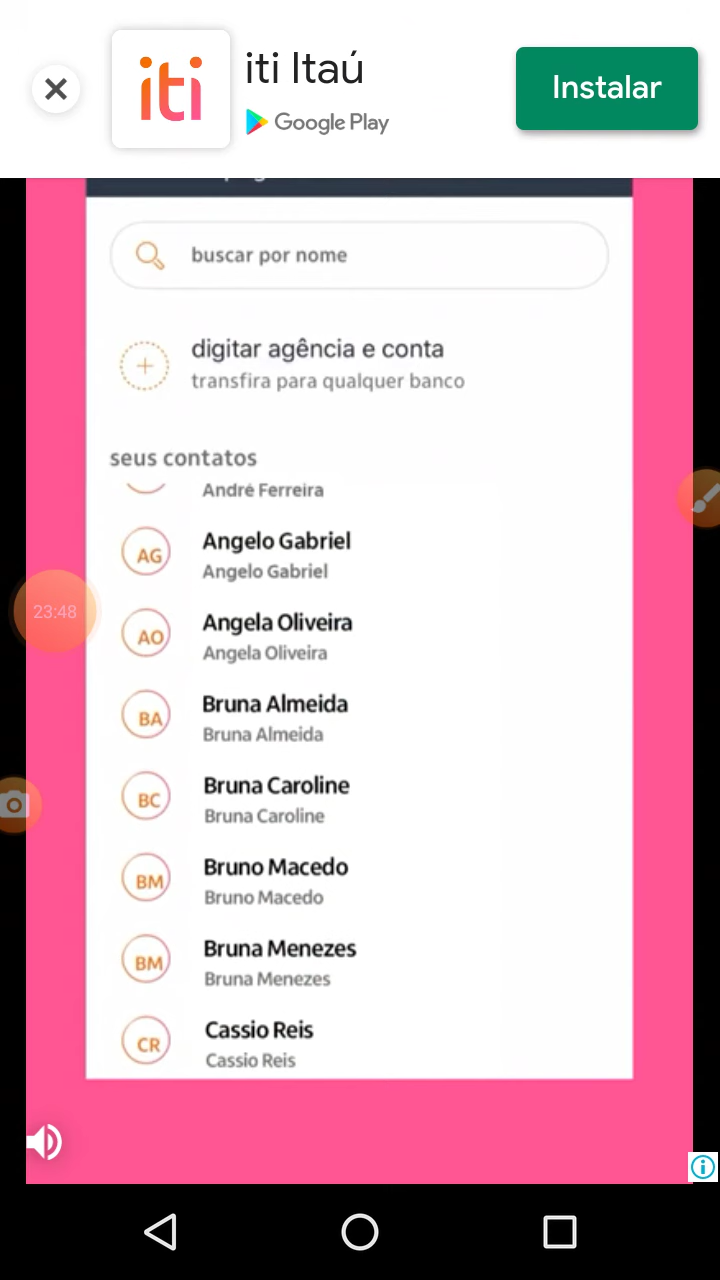 iti
iti Itaú
Google Play
Instalar
buscar por nome
digitar agência e conta
transfira para qualquer banco
seus contatos
André Ferreira
AG
Angelo Gabriel
Angelo Gabriel
23:48
AO
Angela Oliveira
Angela Oliveira
BA
Bruna Almeida
Bruna Almeida
BC
Bruna Caroline
Bruna Caroline
BM
Bruno Macedo
Bruno Macedo
BM
Bruna Menezes
Bruna Menezes
CR
Cassio Reis
Cassio Reis